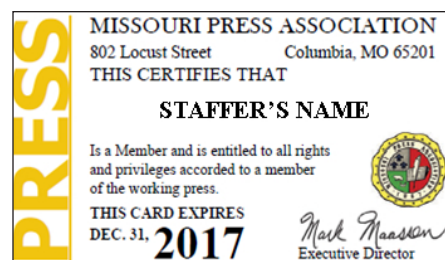 PRESS
MISSOURI PRESS ASSOCIATION
802 Locust Street Columbia, MO 65201
THIS CERTIFIES THAT
STAFFER'S NAME
Is a Member and is entitled to all rights
and privileges accorded to a member
of the working press.
THIS CARD EXPIRES
DEC. 31, 2017
Mark Maassen
Executive Director